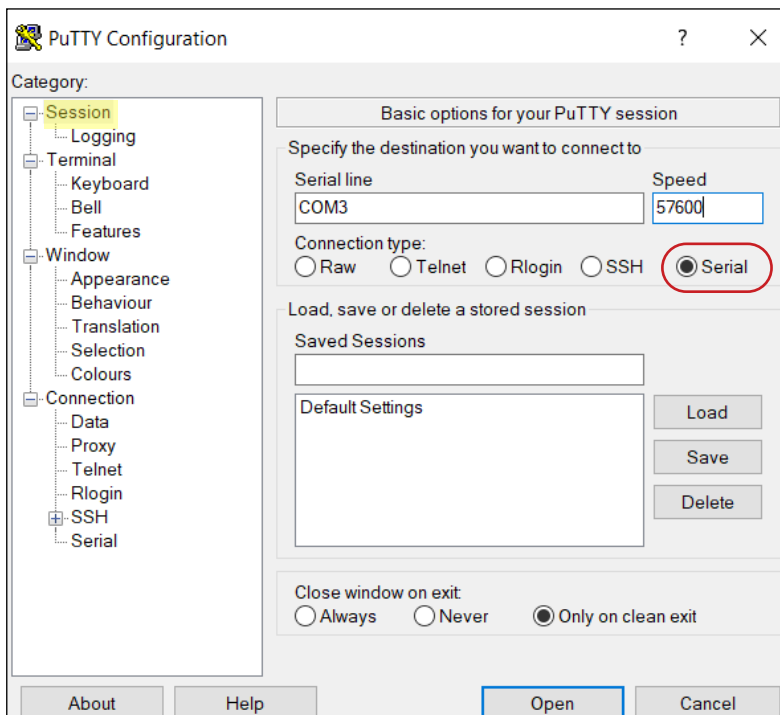 PuTTY Configuration
?
Category:
Session
Logging
Terminal
Keyboard
Bell
Features
Window
Appearance
Behaviour
Translation
Selection
Colours
Connection
Data
Proxy
Telnet
Rlogin
SSH
Serial
Basic options for your PuTTY session
Specify the destination you want to connect to
Serial line Speed
COM3 57600
Connection type:
Raw Telnet Rlogin SSH Serial
Load, save or delete a stored session
Saved Sessions
Default Settings
Load
Save
Delete
Close window on exit:
Always Never Only on clean exit
About Help Open Cancel